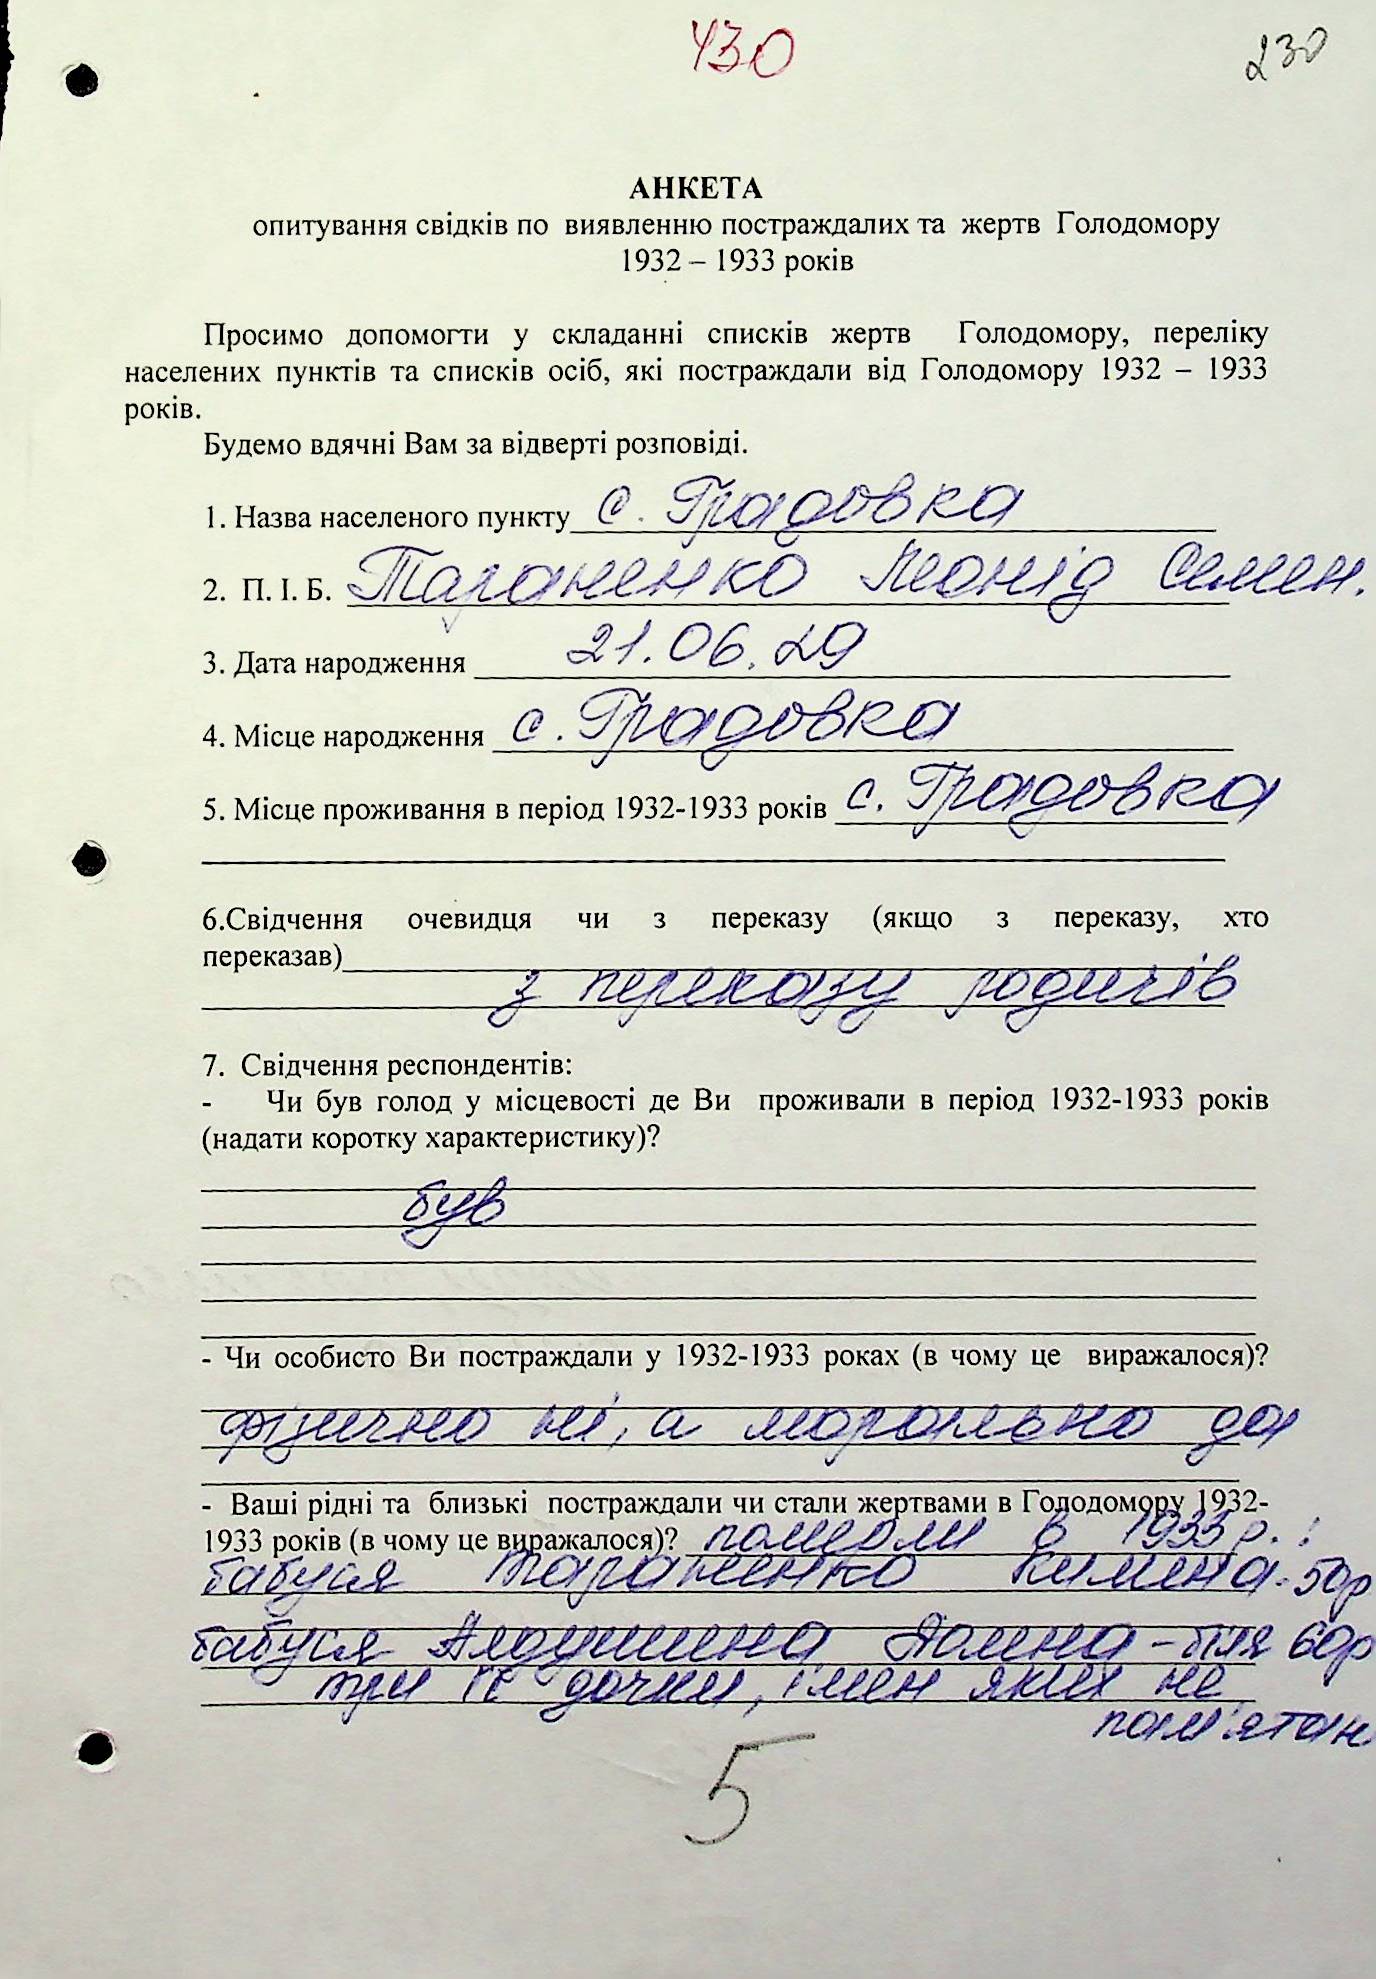 430
230
АНКЕТА
опитування свідків по виявленню постраждалих та жертв Голодомору
1932 – 1933 років
Просимо допомогти у складанні списків жертв Голодомору, переліку
населених пунктів та списків осіб, які постраждали від Голодомору 1932 – 1933
років.
Будемо вдячні Вам за відверті розповіді.
1. Назва населеного пункту с. Градовка
2. П. І. Б. Тараненко Леонід Семен.
3. Дата народження 21.06.29
4. Місце народження с. Градовка
5. Місце проживання в період 1932-1933 років с. Градовка
6.Свідчення очевидця чи з переказу (якщо з переказу, хто
переказав)
з переказу родичів
7. Свідчення респондентів:
- Чи був голод у місцевості де Ви проживали в період 1932-1933 років
(надати коротку характеристику)?
був
- Чи особисто Ви постраждали у 1932-1933 роках (в чому це виражалося)?
фізично ні, а морально да
- Ваші рідні та близькі постраждали чи стали жертвами в Голодомору 1932-
1933 років (в чому це виражалося)? померли в 1933р.:
бабуся Тараненко 50р
бабуся Домна - біля 60р
три її дочки, імен яких не
пам'ятаю
5